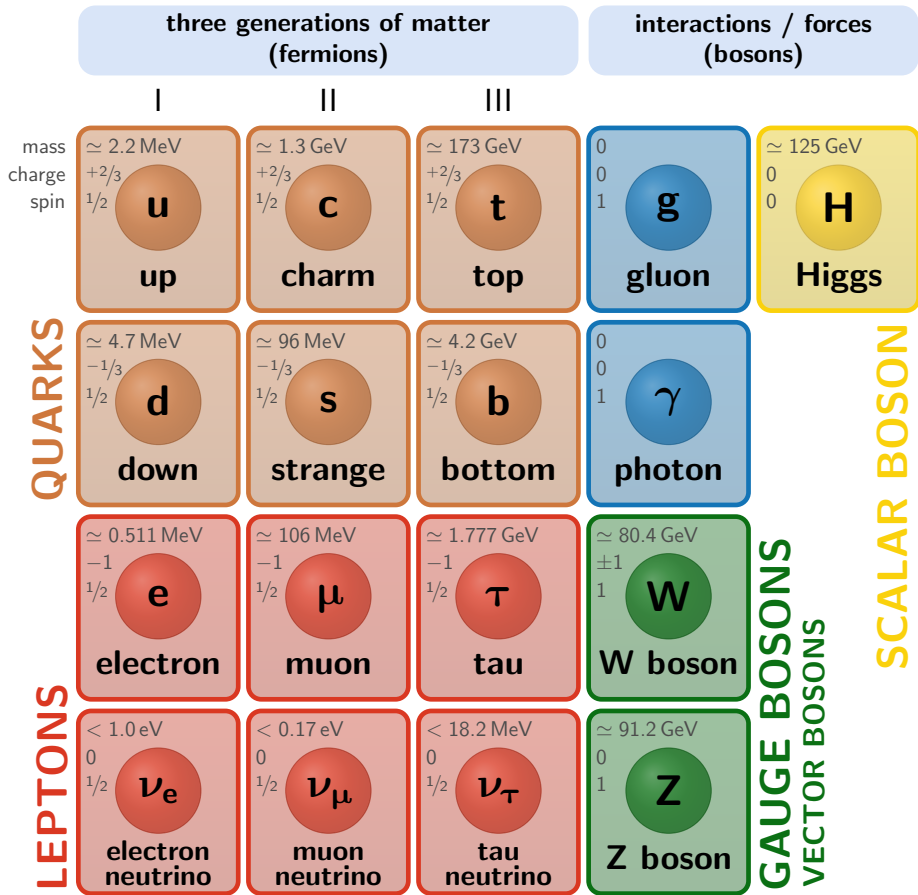 three generations of matter
(fermions)
interactions / forces
(bosons)
I
II
III
mass
charge
spin
≃ 2.2 MeV
+2/3
1/2
u
up
≃ 1.3 GeV
+2/3
1/2
c
charm
≃ 173 GeV
+2/3
1/2
t
top
0
0
1
g
gluon
≃ 125 GeV
0
0
H
Higgs
QUARKS
≃ 4.7 MeV
−1/3
1/2
d
down
≃ 96 MeV
−1/3
1/2
s
strange
≃ 4.2 GeV
−1/3
1/2
b
bottom
0
0
1
γ
photon
SCALAR BOSON
LEPTONS
≃ 0.511 MeV
−1
1/2
e
electron
≃ 106 MeV
−1
1/2
μ
muon
≃ 1.777 GeV
−1
1/2
τ
tau
≃ 80.4 GeV
±1
1
W
W boson
< 1.0 eV
0
1/2
νe
electron
neutrino
< 0.17 eV
0
1/2
νμ
muon
neutrino
< 18.2 MeV
0
1/2
ντ
tau
neutrino
≃ 91.2 GeV
0
1
Z
Z boson
GAUGE BOSONS
VECTOR BOSONS